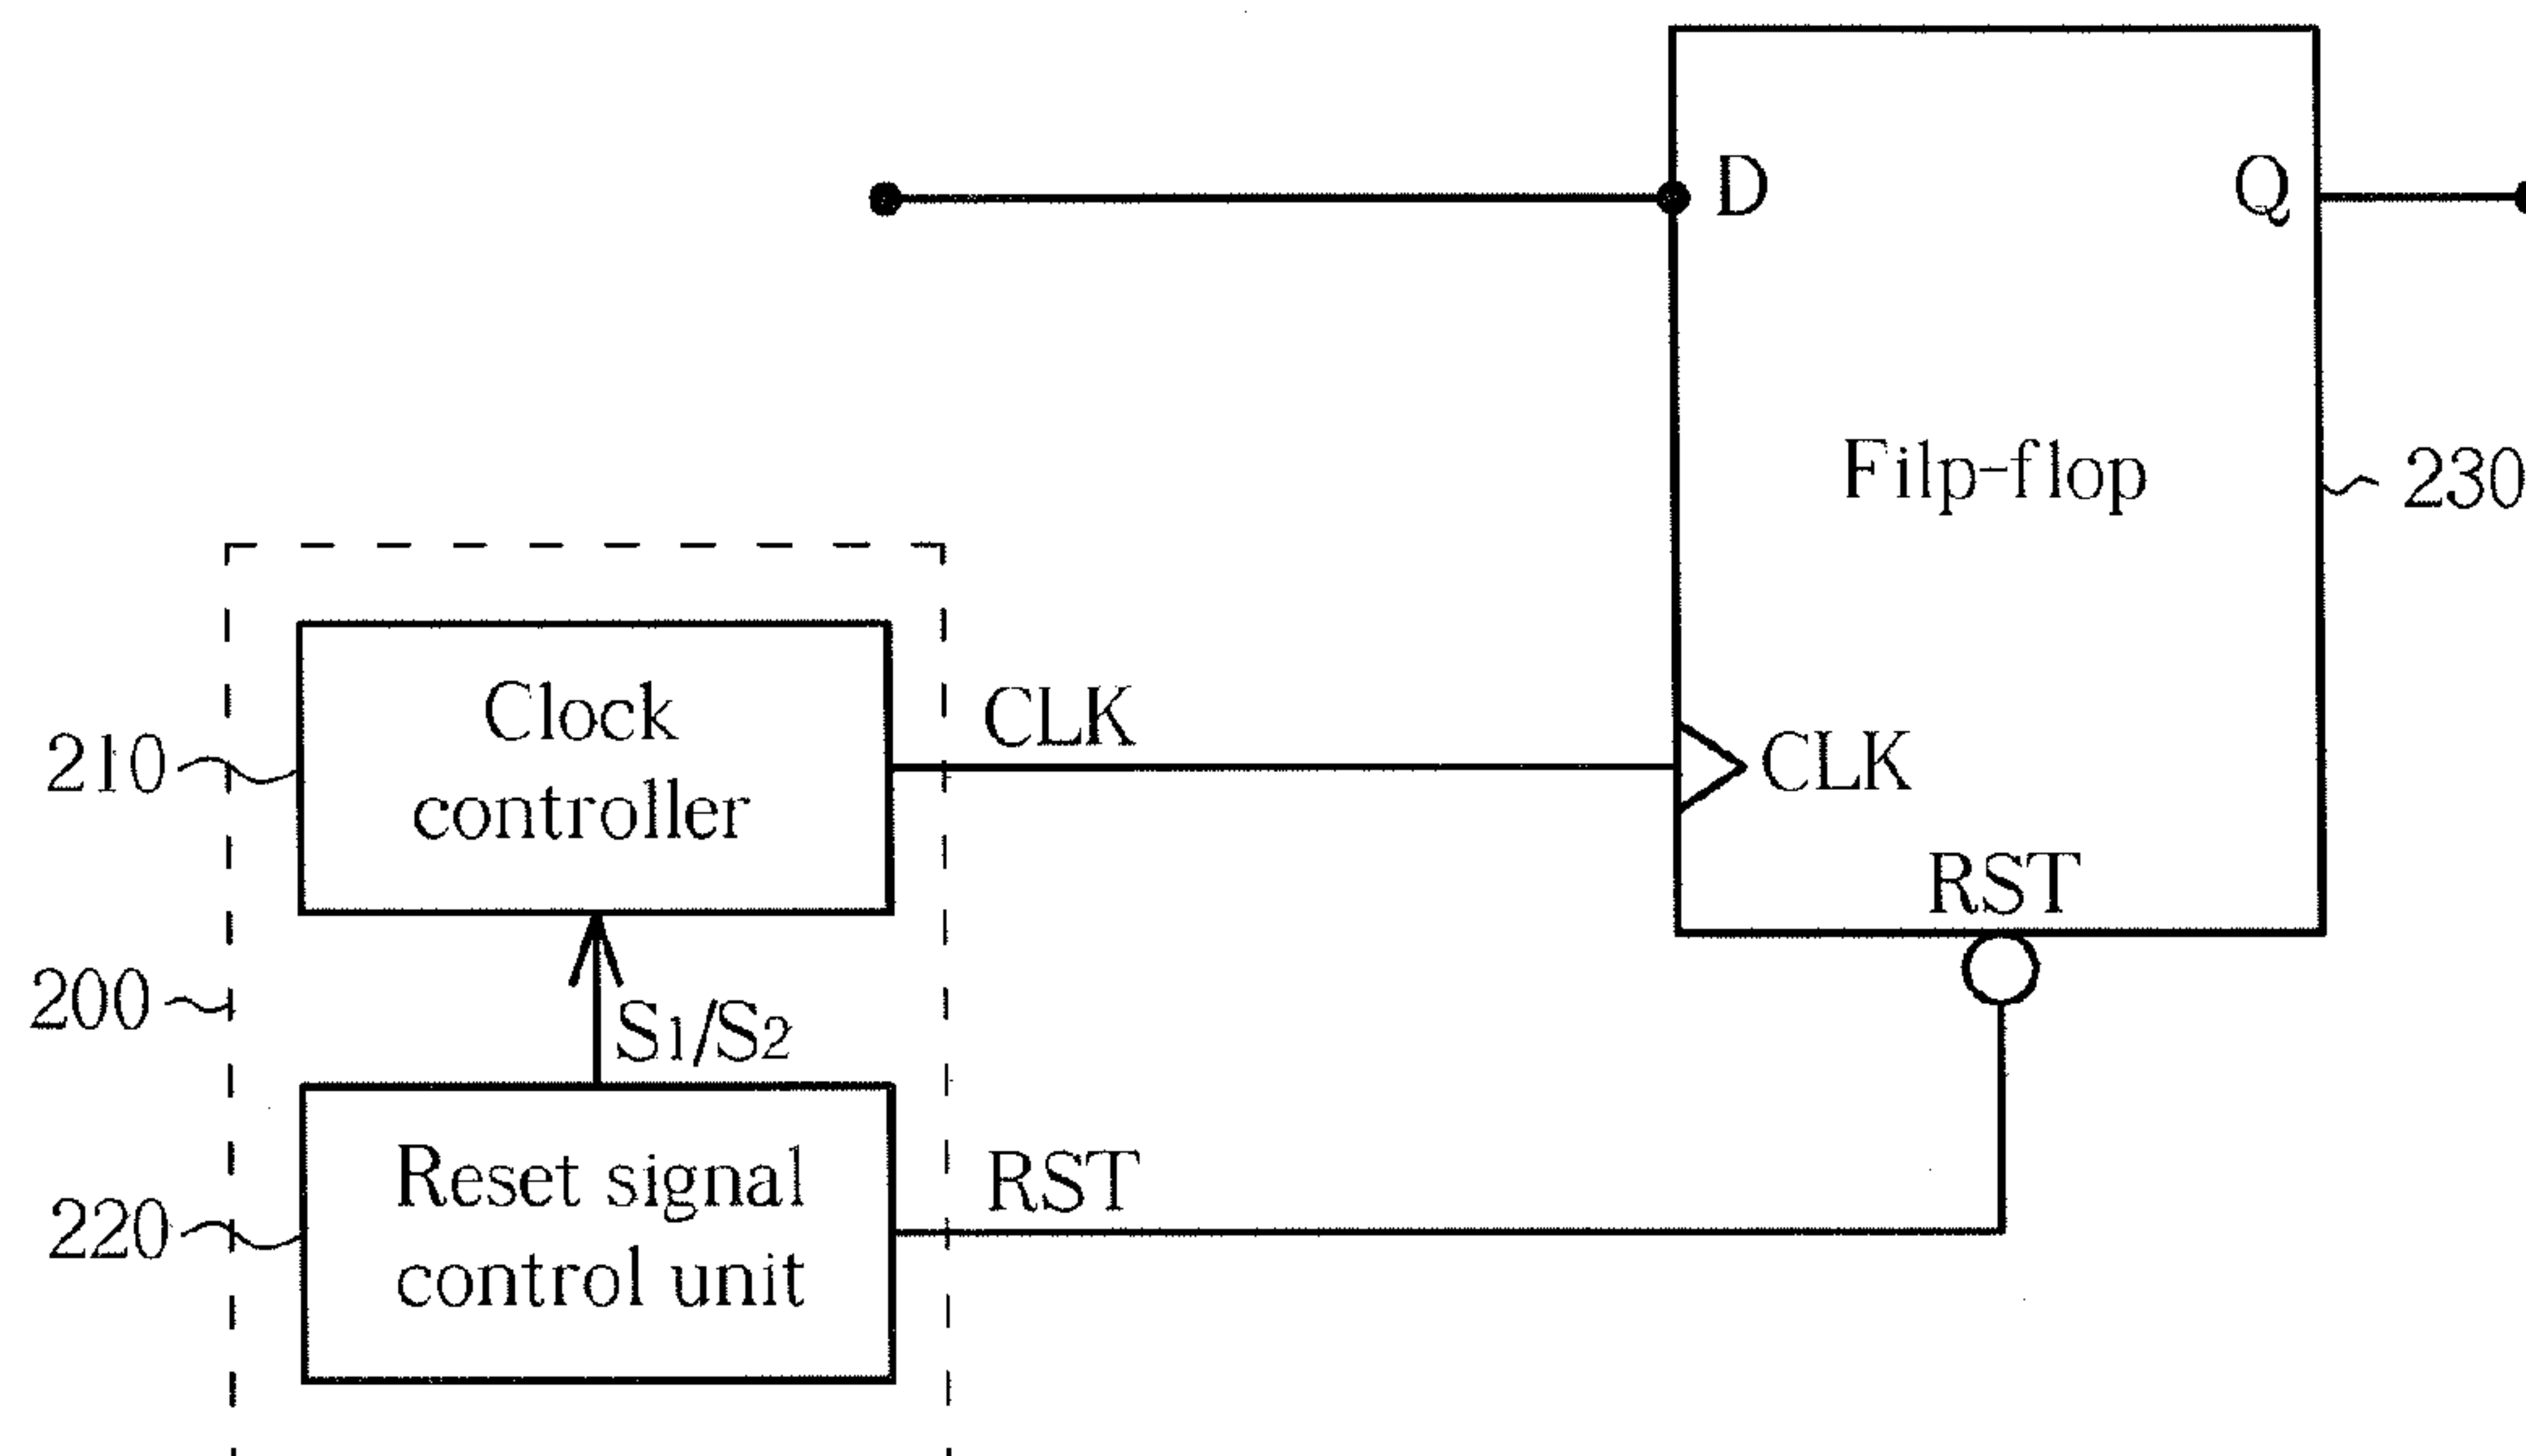 D
Q
Filp-flop
230
Clock
controller
210
CLK
CLK
RST
200
S1/S2
Reset signal
control unit
220
RST